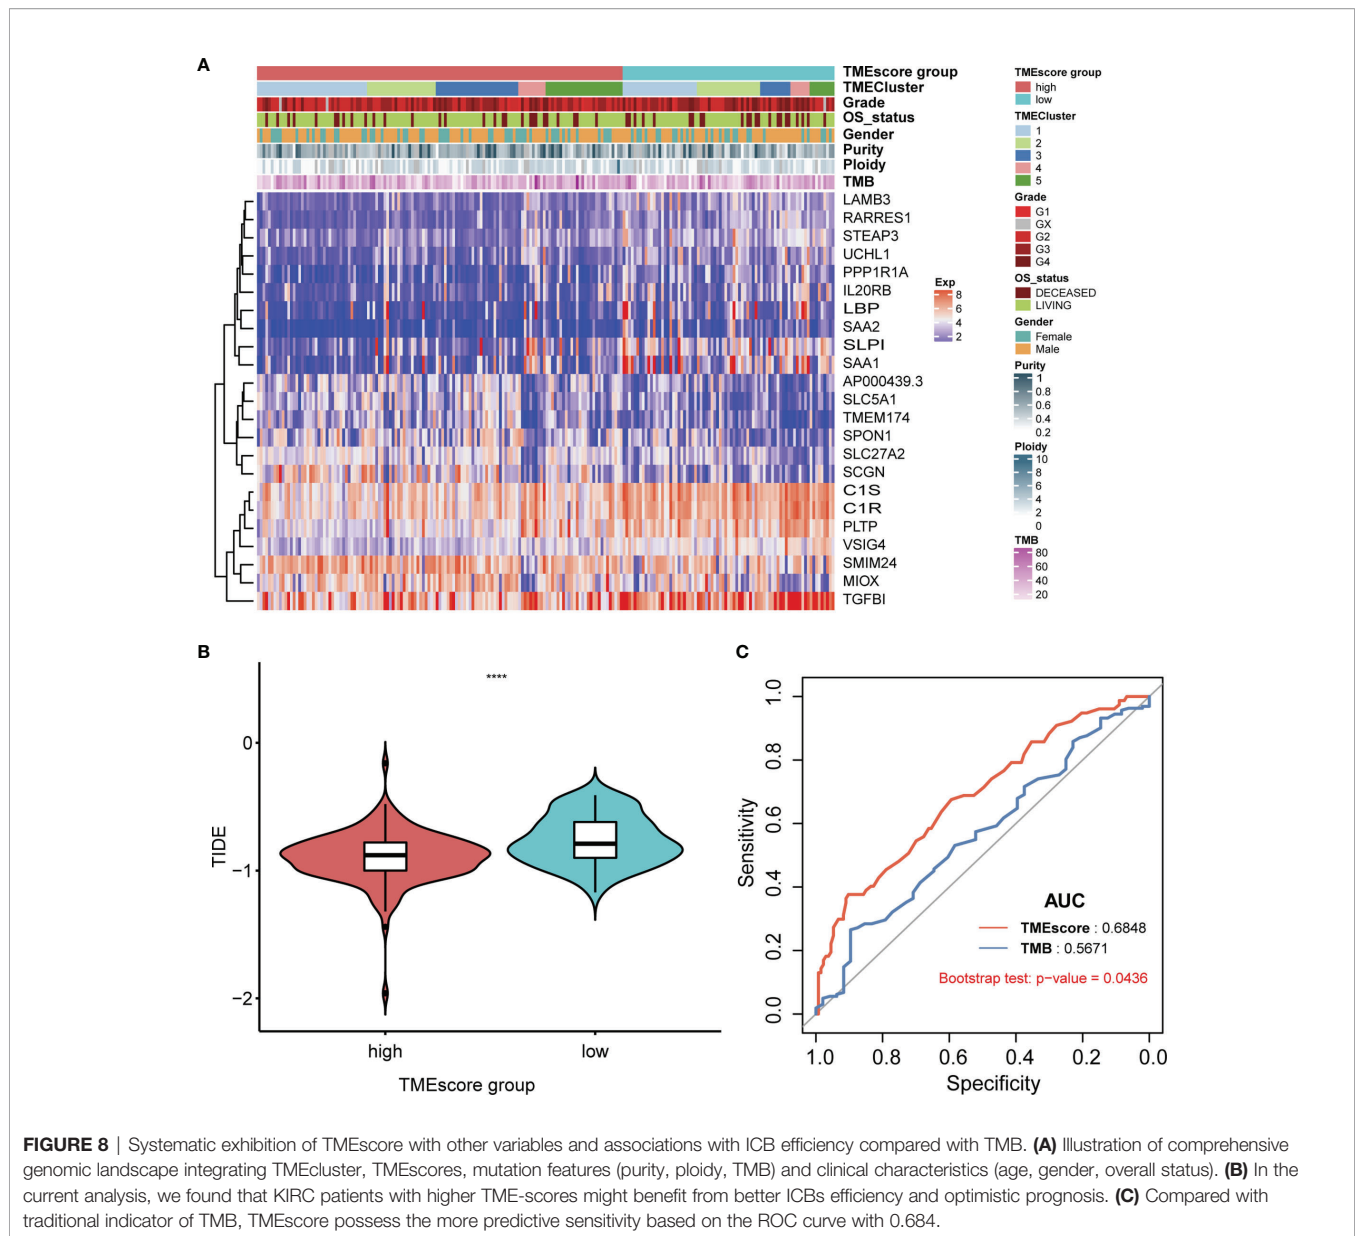 A
TMEscore group
TMECluster
Grade
OS_status
Gender
Purity
Ploidy
TMB
LAMB3
RARRES1
STEAP3
UCHL1
PPP1R1A
IL20RB
LBP
SAA2
SLPI
SAA1
AP000439.3
SLC5A1
TMEM174
SPON1
SLC27A2
SCGN
C1S
C1R
PLTP
VSIG4
SMIM24
MIOX
TGFBI
Exp
8
6
4
2
TMEscore group
high
low
TMECluster
1
2
3
4
5
Grade
G1
GX
G2
G3
G4
OS_status
DECEASED
LIVING
Gender
Female
Male
Purity
1
0.8
0.6
0.4
0.2
Ploidy
10
8
6
4
2
0
TMB
80
60
40
20
B
****
TIDE
0
−1
−2
high low
TMEscore group
C
Sensitivity
1.0
0.8
0.6
0.4
0.2
0.0
AUC
TMEscore : 0.6848
TMB : 0.5671
Bootstrap test: p−value = 0.0436
1.0 0.8 0.6 0.4 0.2 0.0
Specificity
FIGURE 8 | Systematic exhibition of TMEscore with other variables and associations with ICB efficiency compared with TMB. (A) Illustration of comprehensive
genomic landscape integrating TMEcluster, TMEscores, mutation features (purity, ploidy, TMB) and clinical characteristics (age, gender, overall status). (B) In the
current analysis, we found that KIRC patients with higher TME-scores might benefit from better ICBs efficiency and optimistic prognosis. (C) Compared with
traditional indicator of TMB, TMEscore possess the more predictive sensitivity based on the ROC curve with 0.684.